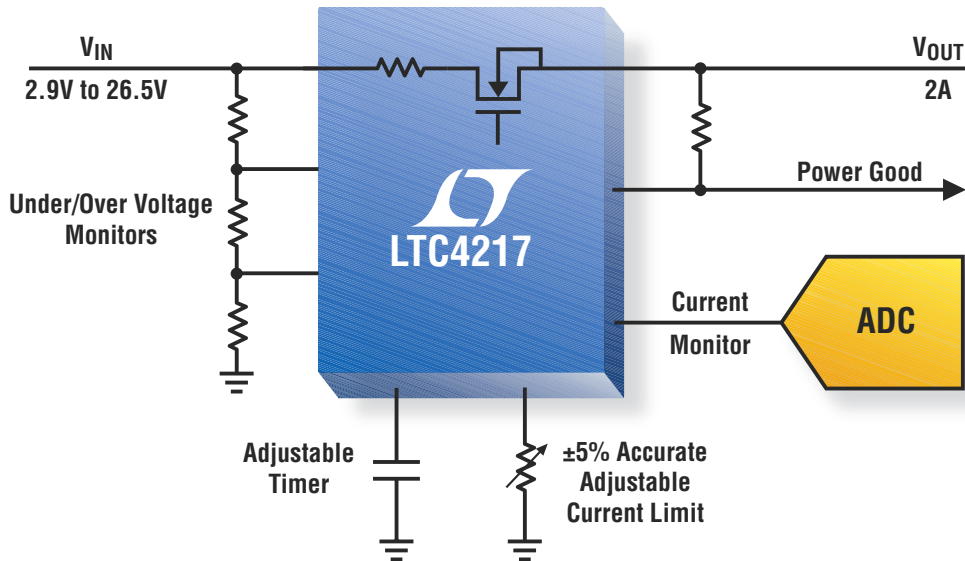 VIN
2.9V to 26.5V
VOUT
2A
Under/Over Voltage
Monitors
LTC4217
Power Good
Current
Monitor
ADC
Adjustable
Timer
±5% Accurate
Adjustable
Current Limit